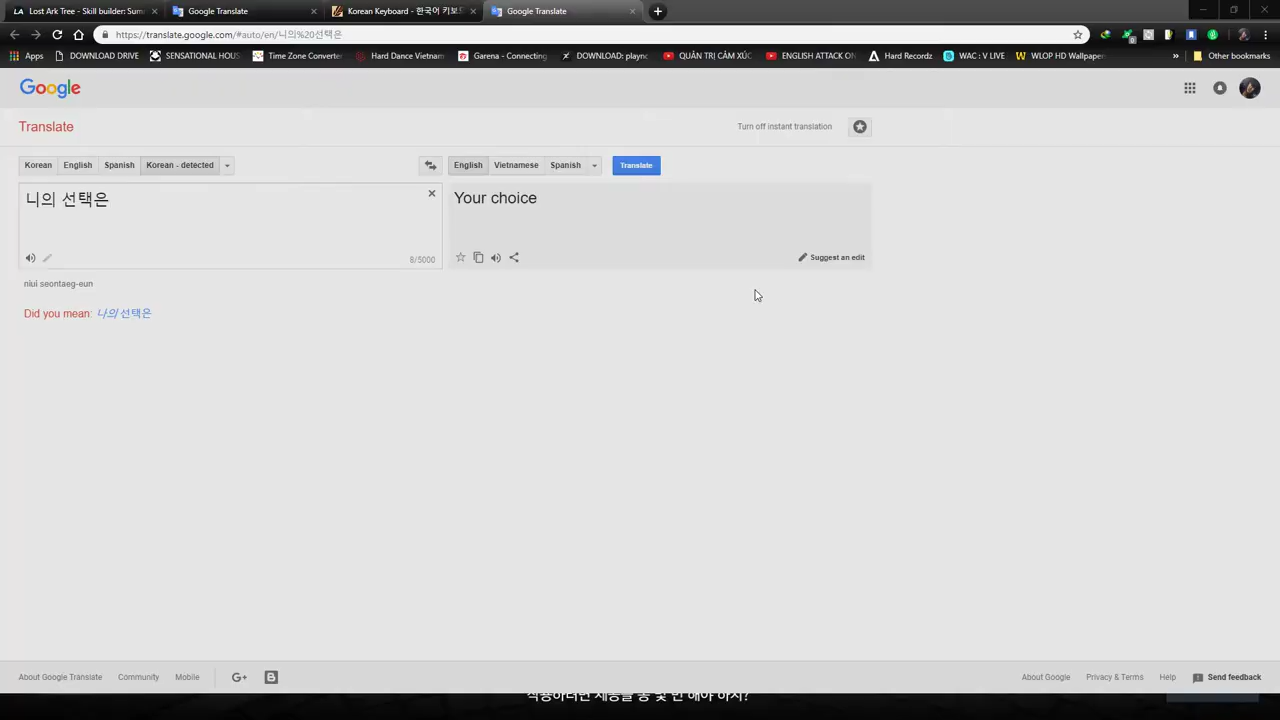 Lost Ark Tree - Skill builder: Sum
Google Translate
Korean Keyboard - 한국어 키보
Google Translate
https://translate.google.com/#auto/en/니의%20선택은
Apps
DOWNLOAD DRIVE
SENSATIONAL HOUS
Time Zone Converter
Hard Dance Vietnam
Garena - Connecting
DOWNLOAD: plaync
QUẢN TRỊ CẢM XÚC
ENGLISH ATTACK ON
Hard Recordz
WAC : V LIVE
WLOP HD Wallpaper
Other bookmarks
Google
Translate
Turn off instant translation
Korean
English
Spanish
Korean - detected
English
Vietnamese
Spanish
Translate
니의 선택은
Your choice
8/5000
Suggest an edit
niui seontaeg-eun
Did you mean: 나의 선택은
About Google Translate
Community
Mobile
G+
About Google
Privacy & Terms
Help
Send feedback